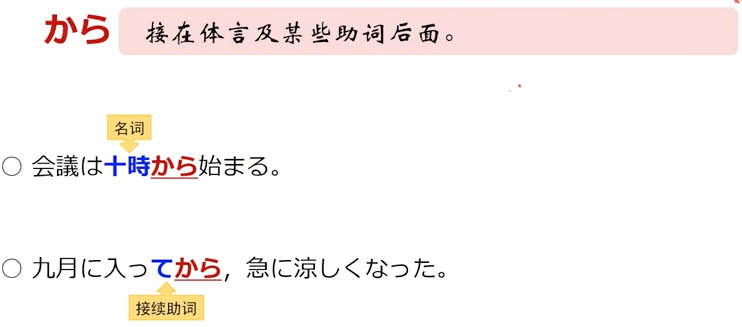 から 接在体言及某些助词后面。
名词
○ 会議は十時から始まる。
○ 九月に入ってから，急に涼しくなった。
接续助词